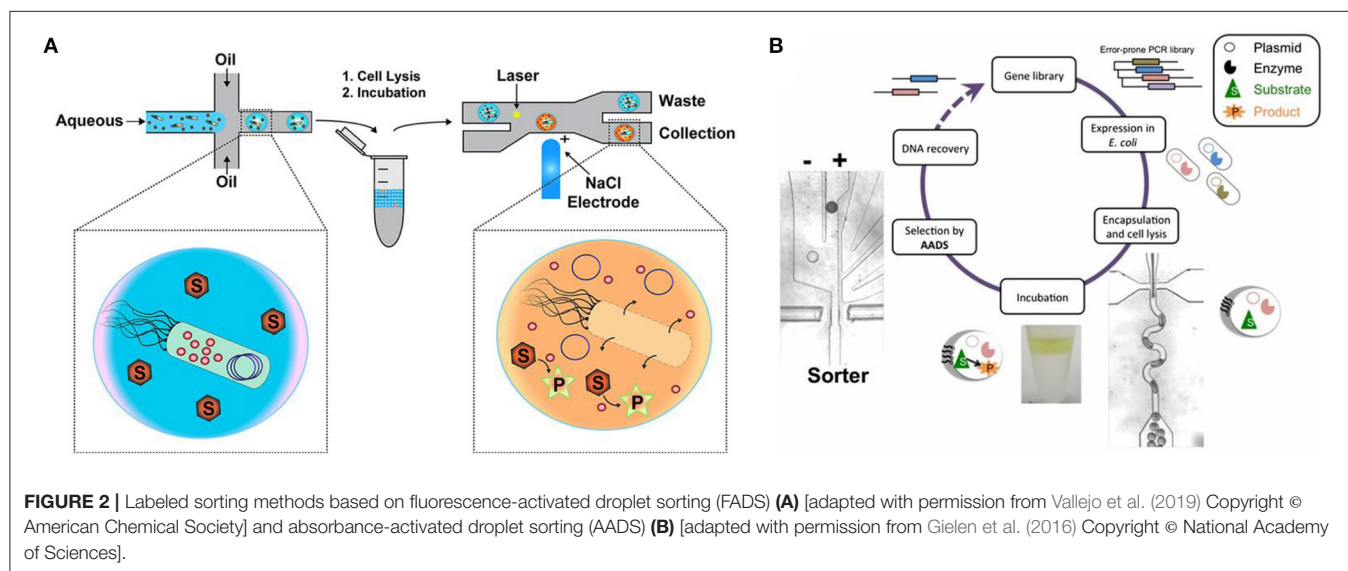 A
Oil
Aqueous
Oil
1. Cell Lysis
2. Incubation
Laser
Waste
Collection
+
NaCl
Electrode
S
S
S
S
S
S
P
P
B
Error-prone PCR library
Gene library
Plasmid
Enzyme
S Substrate
P Product
Expression in
E. coli
Encapsulation
and cell lysis
S
Incubation
S P
Selection by
AADS
DNA recovery
- +
Sorter
FIGURE 2 | Labeled sorting methods based on fluorescence-activated droplet sorting (FADS) (A) [adapted with permission from Vallejo et al. (2019) Copyright ©
American Chemical Society] and absorbance-activated droplet sorting (AADS) (B) [adapted with permission from Gielen et al. (2016) Copyright © National Academy
of Sciences].